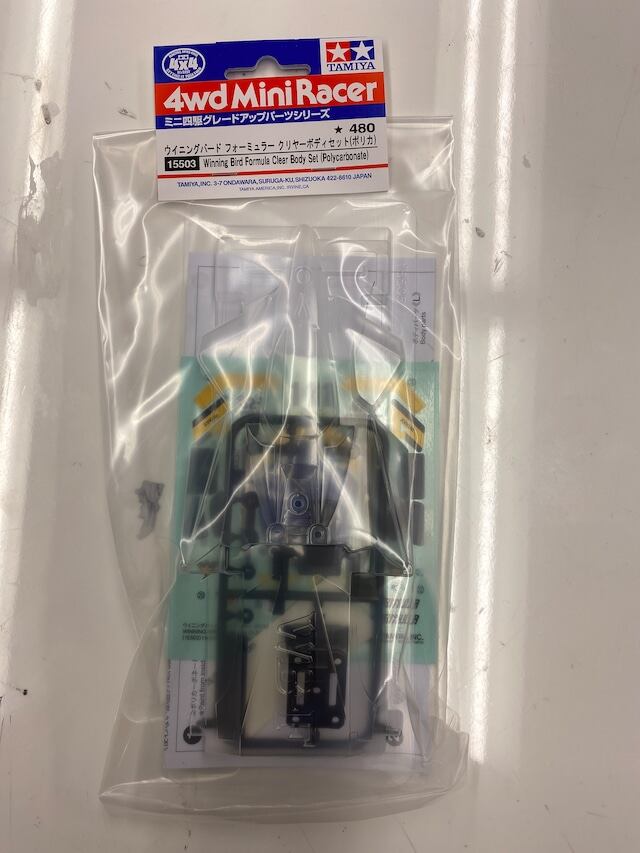 4x4
TAMIYA
4wd Mini Racer
ミニ四駆グレードアップパーツシリーズ
★ 480
ウイニングバード フォーミュラー クリヤーボディセット(ポリカ)
15503 Winning Bird Formula Clear Body Set (Polycarbonate)
TAMIYA, INC. 3-7 ONDAWARA, SURUGA-KU, SHIZUOKA 422-8610 JAPAN
TAMIYA AMERICA, INC. IRVINE, CA
Body parts